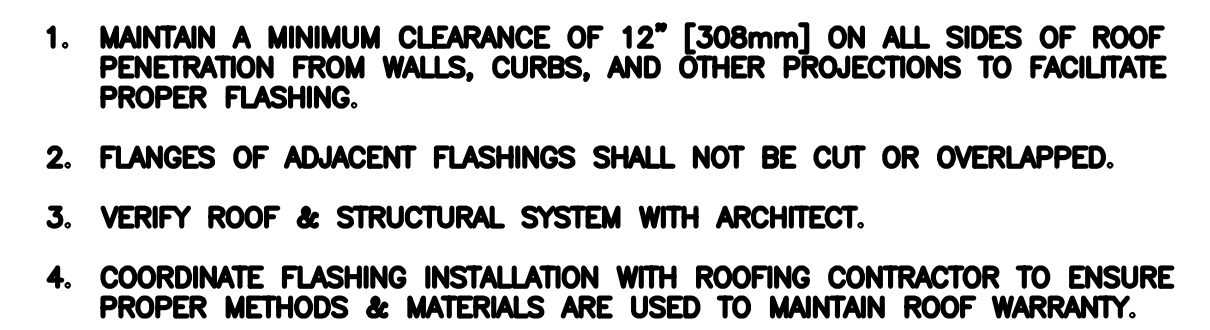 1. MAINTAIN A MINIMUM CLEARANCE OF 12" [308mm] ON ALL SIDES OF ROOF
PENETRATION FROM WALLS, CURBS, AND OTHER PROJECTIONS TO FACILITATE
PROPER FLASHING.
2. FLANGES OF ADJACENT FLASHINGS SHALL NOT BE CUT OR OVERLAPPED.
3. VERIFY ROOF & STRUCTURAL SYSTEM WITH ARCHITECT.
4. COORDINATE FLASHING INSTALLATION WITH ROOFING CONTRACTOR TO ENSURE
PROPER METHODS & MATERIALS ARE USED TO MAINTAIN ROOF WARRANTY.